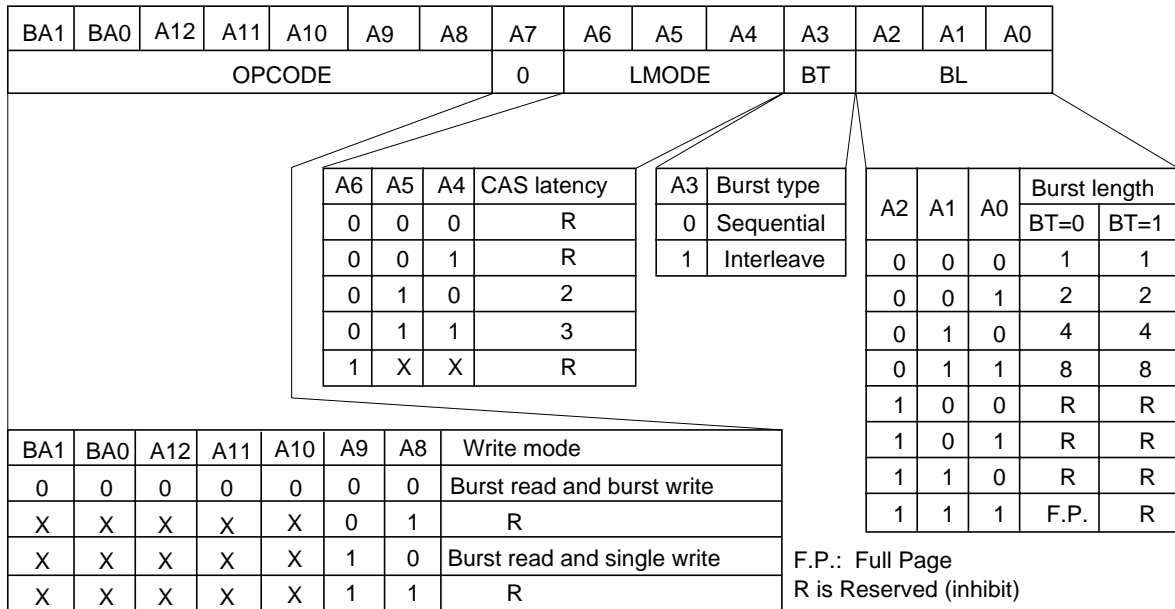 BA1 BA0 A12 A11 A10 A9 A8 A7 A6 A5 A4 A3 A2 A1 A0
OPCODE 0 LMODE BT BL
A6 A5 A4 CAS latency
0 0 0 R
0 0 1 R
0 1 0 2
0 1 1 3
1 X X R
A3 Burst type
0 Sequential
1 Interleave
A2 A1 A0 Burst length
BT=0 BT=1
0 0 0 1 1
0 0 1 2 2
0 1 0 4 4
0 1 1 8 8
1 0 0 R R
1 0 1 R R
1 1 0 R R
1 1 1 F.P. R
BA1 BA0 A12 A11 A10 A9 A8 Write mode
0 0 0 0 0 0 0 Burst read and burst write
X X X X X 0 1 R
X X X X X 1 0 Burst read and single write
X X X X X 1 1 R
F.P.: Full Page
R is Reserved (inhibit)